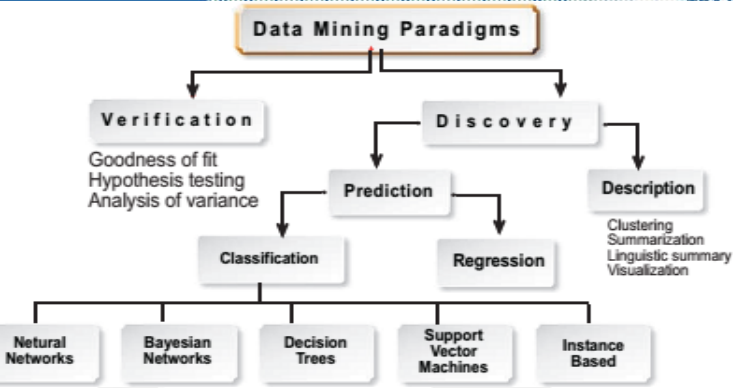 Data Mining Paradigms
Verification
Discovery
Goodness of fit
Hypothesis testing
Analysis of variance
Prediction
Description
Clustering
Summarization
Linguistic summary
Visualization
Classification
Regression
Netural
Networks
Bayesian
Networks
Decision
Trees
Support
Vector
Machines
Instance
Based